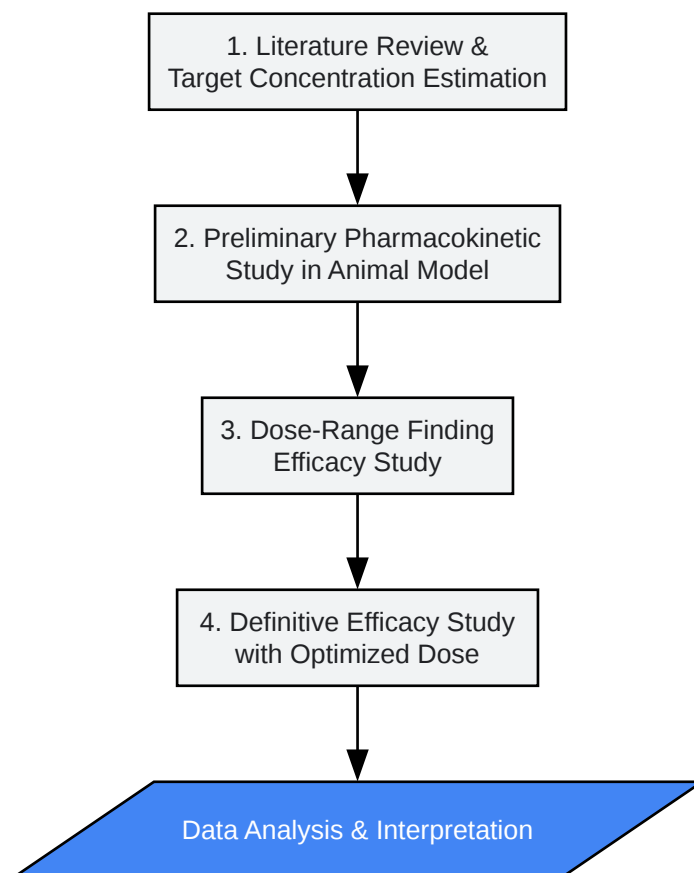 1. Literature Review &
Target Concentration Estimation
2. Preliminary Pharmacokinetic
Study in Animal Model
3. Dose-Range Finding
Efficacy Study
4. Definitive Efficacy Study
with Optimized Dose
Data Analysis & Interpretation